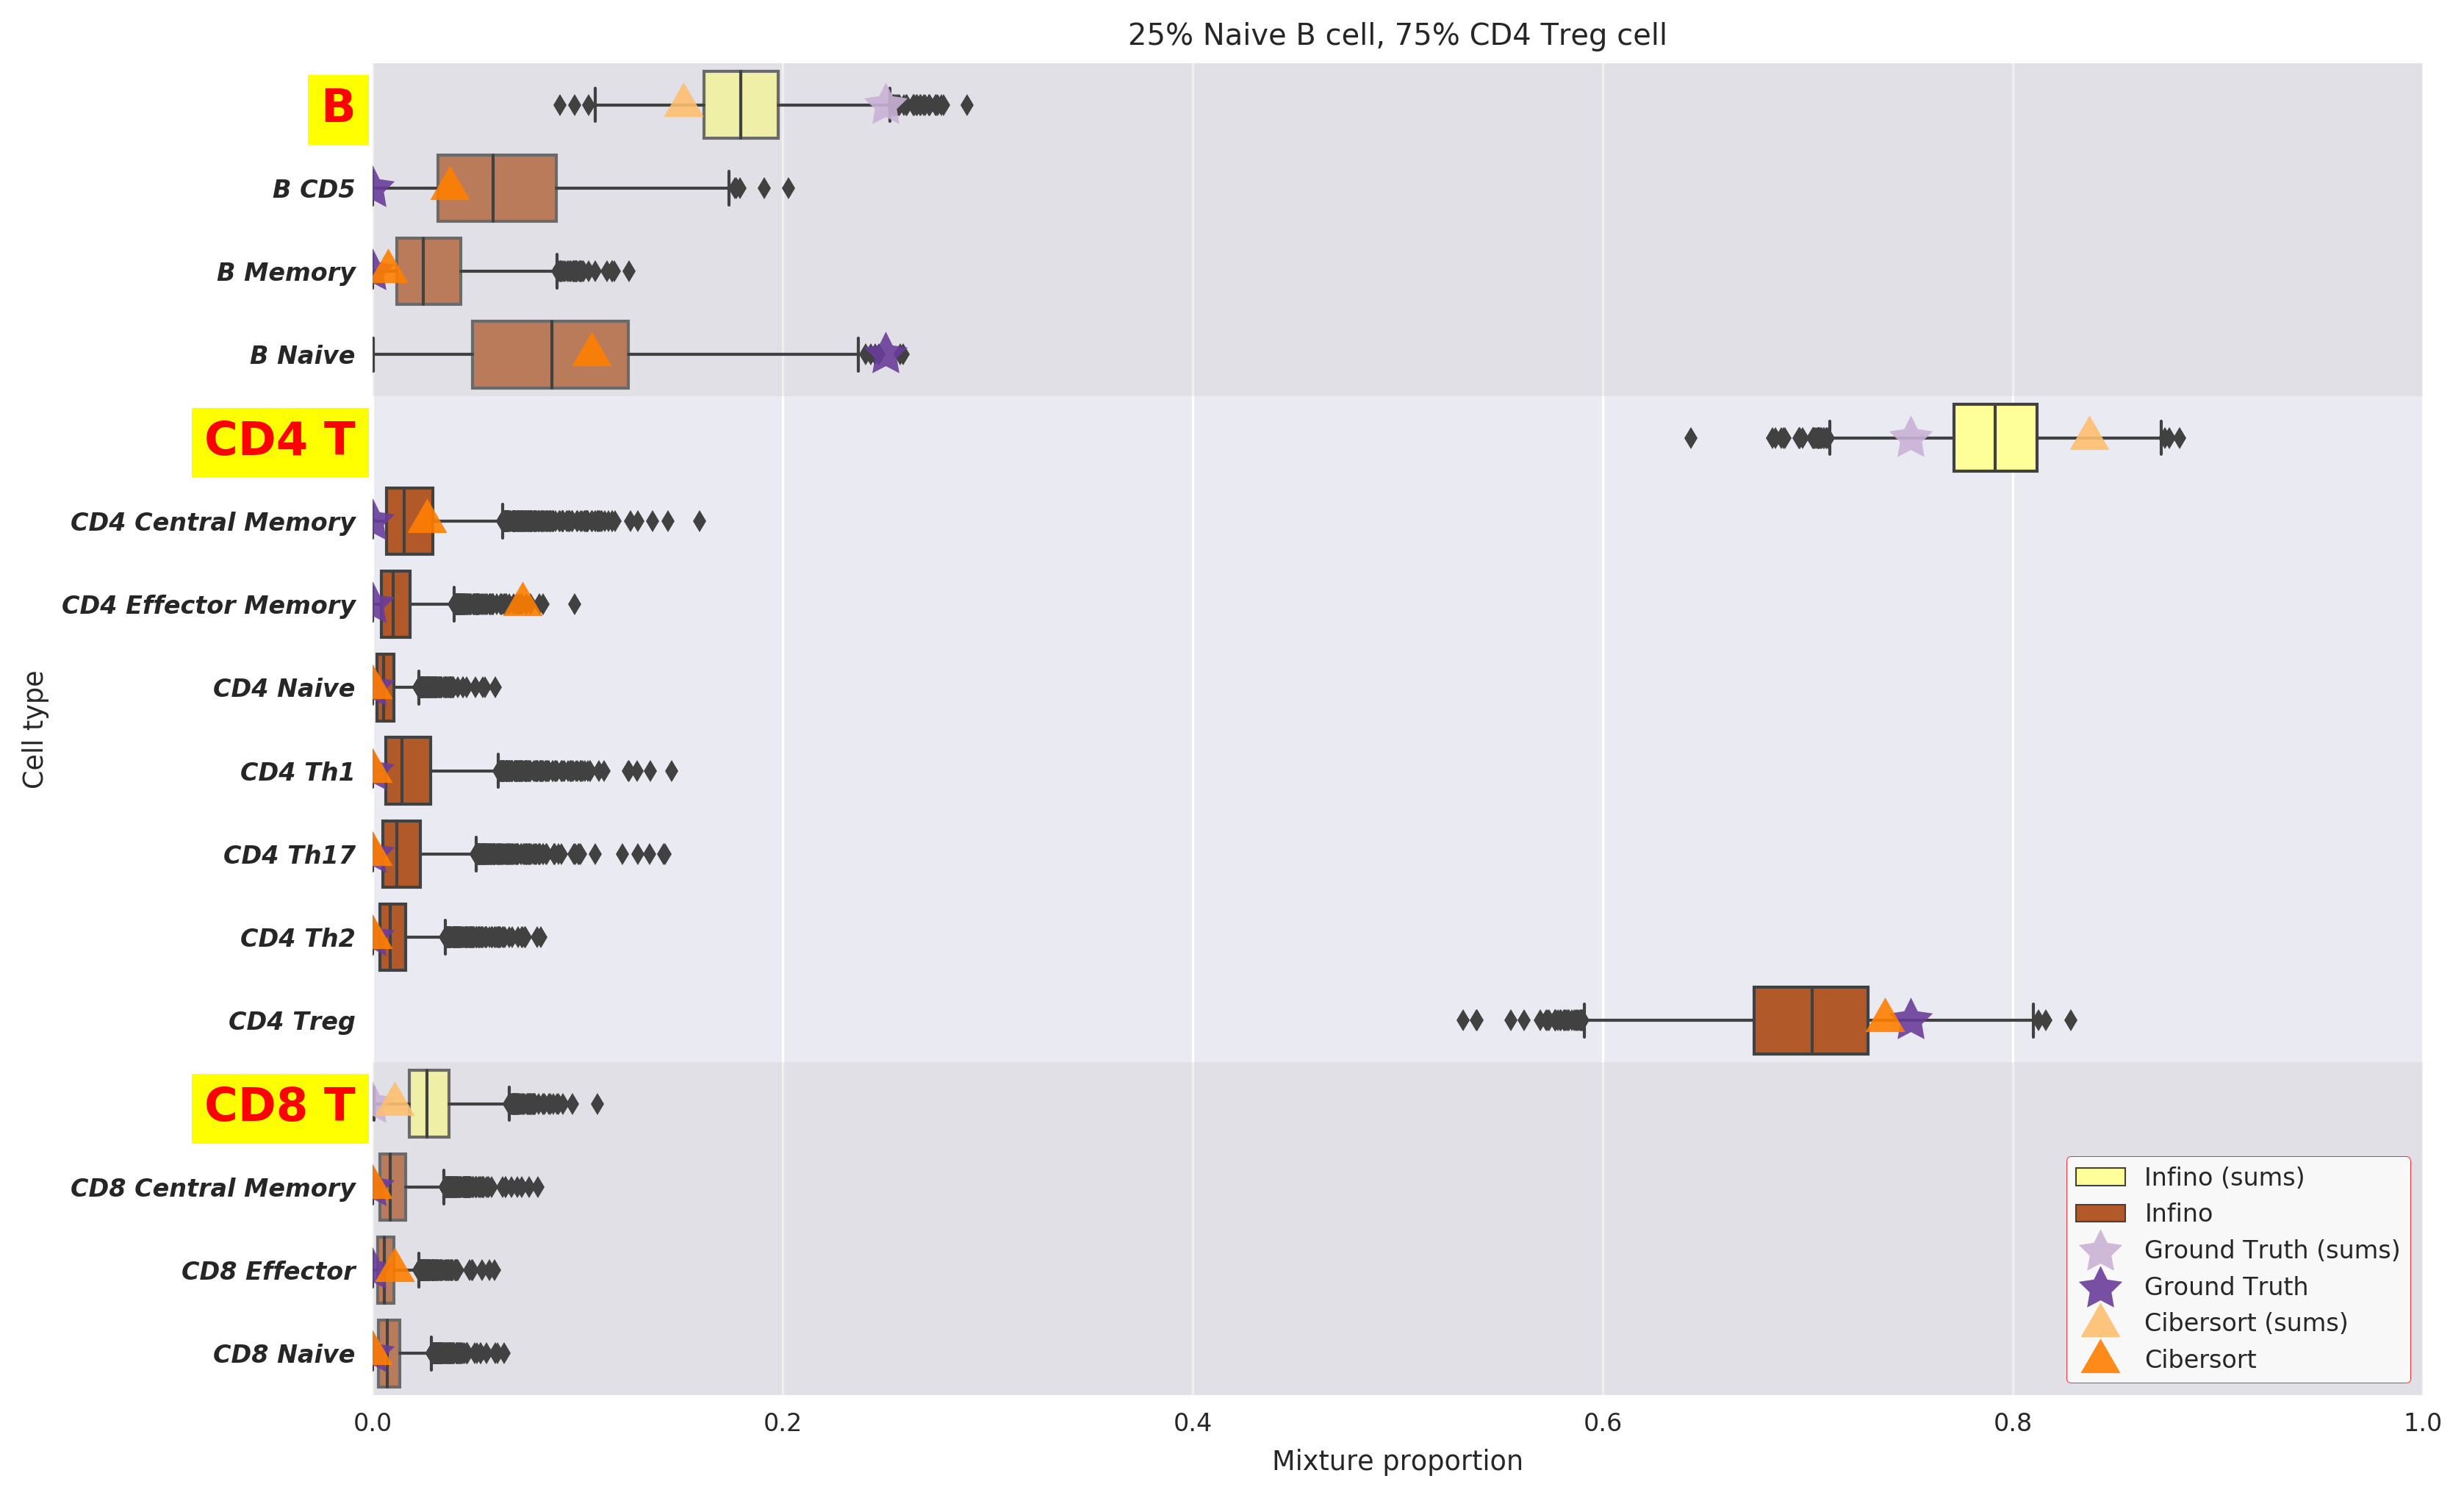 25% Naive B cell, 75% CD4 Treg cell
B
B CD5
B Memory
B Naive
CD4 T
CD4 Central Memory
CD4 Effector Memory
CD4 Naive
CD4 Th1
CD4 Th17
CD4 Th2
CD4 Treg
CD8 T
CD8 Central Memory
CD8 Effector
CD8 Naive
Cell type
Infino (sums)
Infino
Ground Truth (sums)
Ground Truth
Cibersort (sums)
Cibersort
0.0 0.2 0.4 0.6 0.8 1.0
Mixture proportion